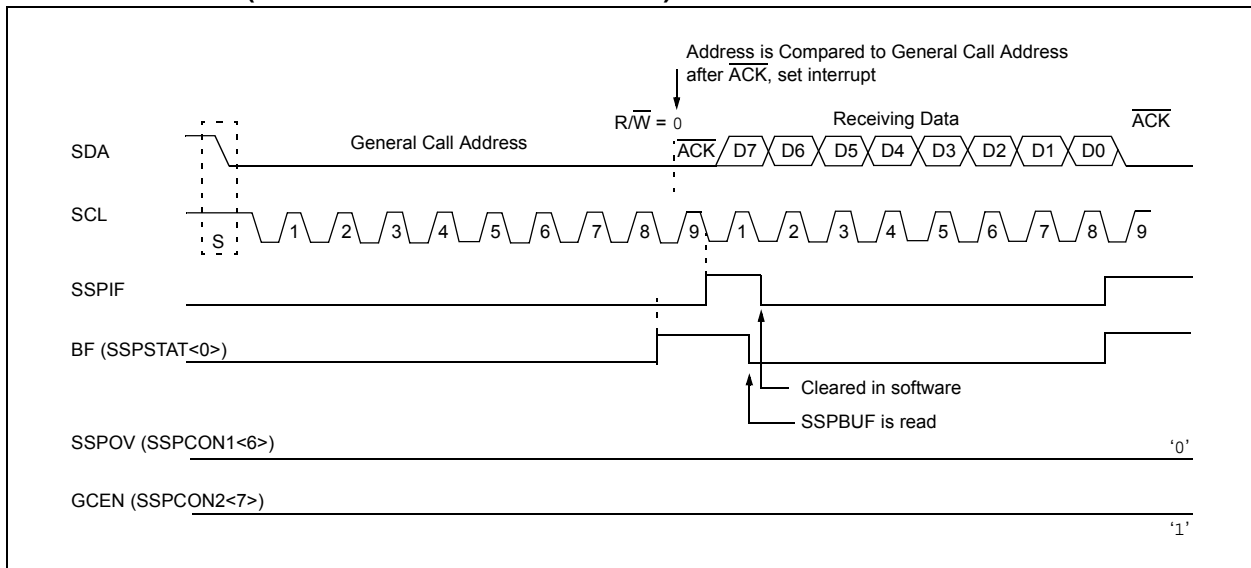 Address is Compared to General Call Address
after ACK, set interrupt
R/W = 0
Receiving Data
ACK
SDA
General Call Address
ACK D7 D6 D5 D4 D3 D2 D1 D0
SCL
S
1 2 3 4 5 6 7 8 9 1 2 3 4 5 6 7 8 9
SSPIF
BF (SSPSTAT<0>)
Cleared in software
SSPBUF is read
SSPOV (SSPCON1<6>)
‘0’
GCEN (SSPCON2<7>)
‘1’